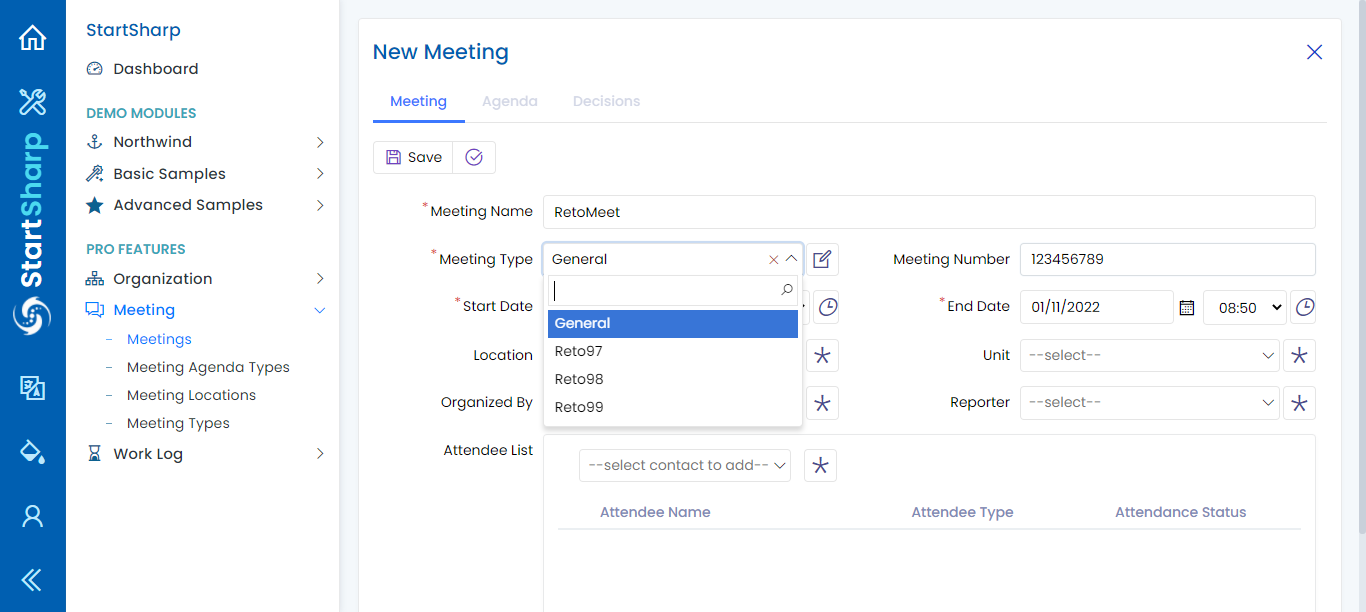 StartSharp
StartSharp
Dashboard
DEMO MODULES
Northwind
Basic Samples
Advanced Samples
PRO FEATURES
Organization
Meeting
Meetings
Meeting Agenda Types
Meeting Locations
Meeting Types
Work Log
New Meeting
Meeting Agenda Decisions
Save
*Meeting Name RetoMeet
*Meeting Type General
Meeting Number 123456789
General
Reto97
Reto98
Reto99
*Start Date
*End Date 01/11/2022 08:50
Location
Unit --select--
Organized By
Reporter --select--
Attendee List
--select contact to add--
Attendee Name Attendee Type Attendance Status